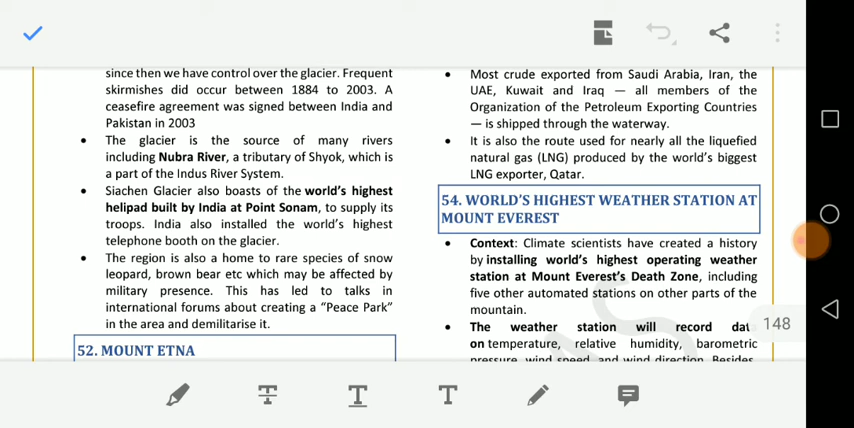 since then we have control over the glacier. Frequent
skirmishes did occur between 1884 to 2003. A
ceasefire agreement was signed between India and
Pakistan in 2003
• The glacier is the source of many rivers
including Nubra River, a tributary of Shyok, which is
a part of the Indus River System.
• Siachen Glacier also boasts of the world's highest
helipad built by India at Point Sonam, to supply its
troops. India also installed the world's highest
telephone booth on the glacier.
• The region is also a home to rare species of snow
leopard, brown bear etc which may be affected by
military presence. This has led to talks in
international forums about creating a “Peace Park”
in the area and demilitarise it.
52. MOUNT ETNA
• Most crude exported from Saudi Arabia, Iran, the
UAE, Kuwait and Iraq — all members of the
Organization of the Petroleum Exporting Countries
— is shipped through the waterway.
• It is also the route used for nearly all the liquefied
natural gas (LNG) produced by the world's biggest
LNG exporter, Qatar.
54. WORLD'S HIGHEST WEATHER STATION AT
MOUNT EVEREST
• Context: Climate scientists have created a history
by installing world's highest operating weather
station at Mount Everest's Death Zone, including
five other automated stations on other parts of the
mountain.
• The weather station will record
on temperature, relative humidity, barometric
pressure, wind speed, and wind direction. Besides,
148